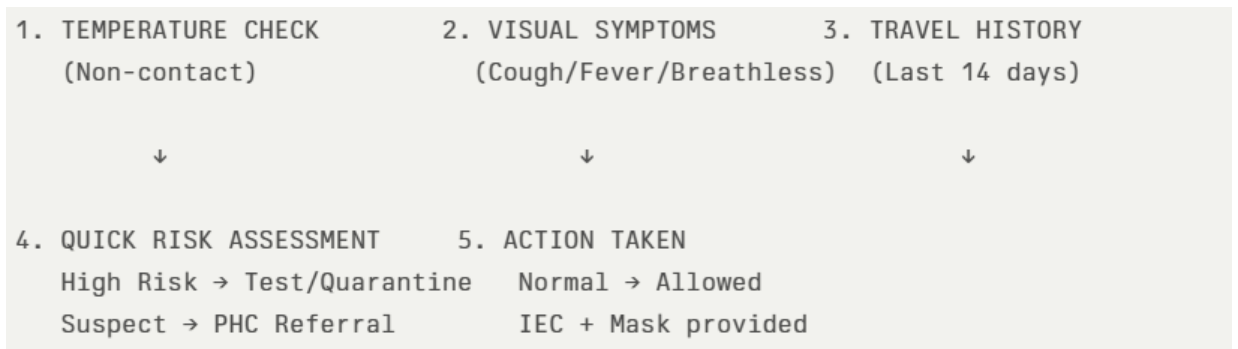 1. TEMPERATURE CHECK 2. VISUAL SYMPTOMS 3. TRAVEL HISTORY
(Non-contact) (Cough/Fever/Breathless) (Last 14 days)
↓ ↓ ↓
4. QUICK RISK ASSESSMENT 5. ACTION TAKEN
High Risk → Test/Quarantine Normal → Allowed
Suspect → PHC Referral IEC + Mask provided